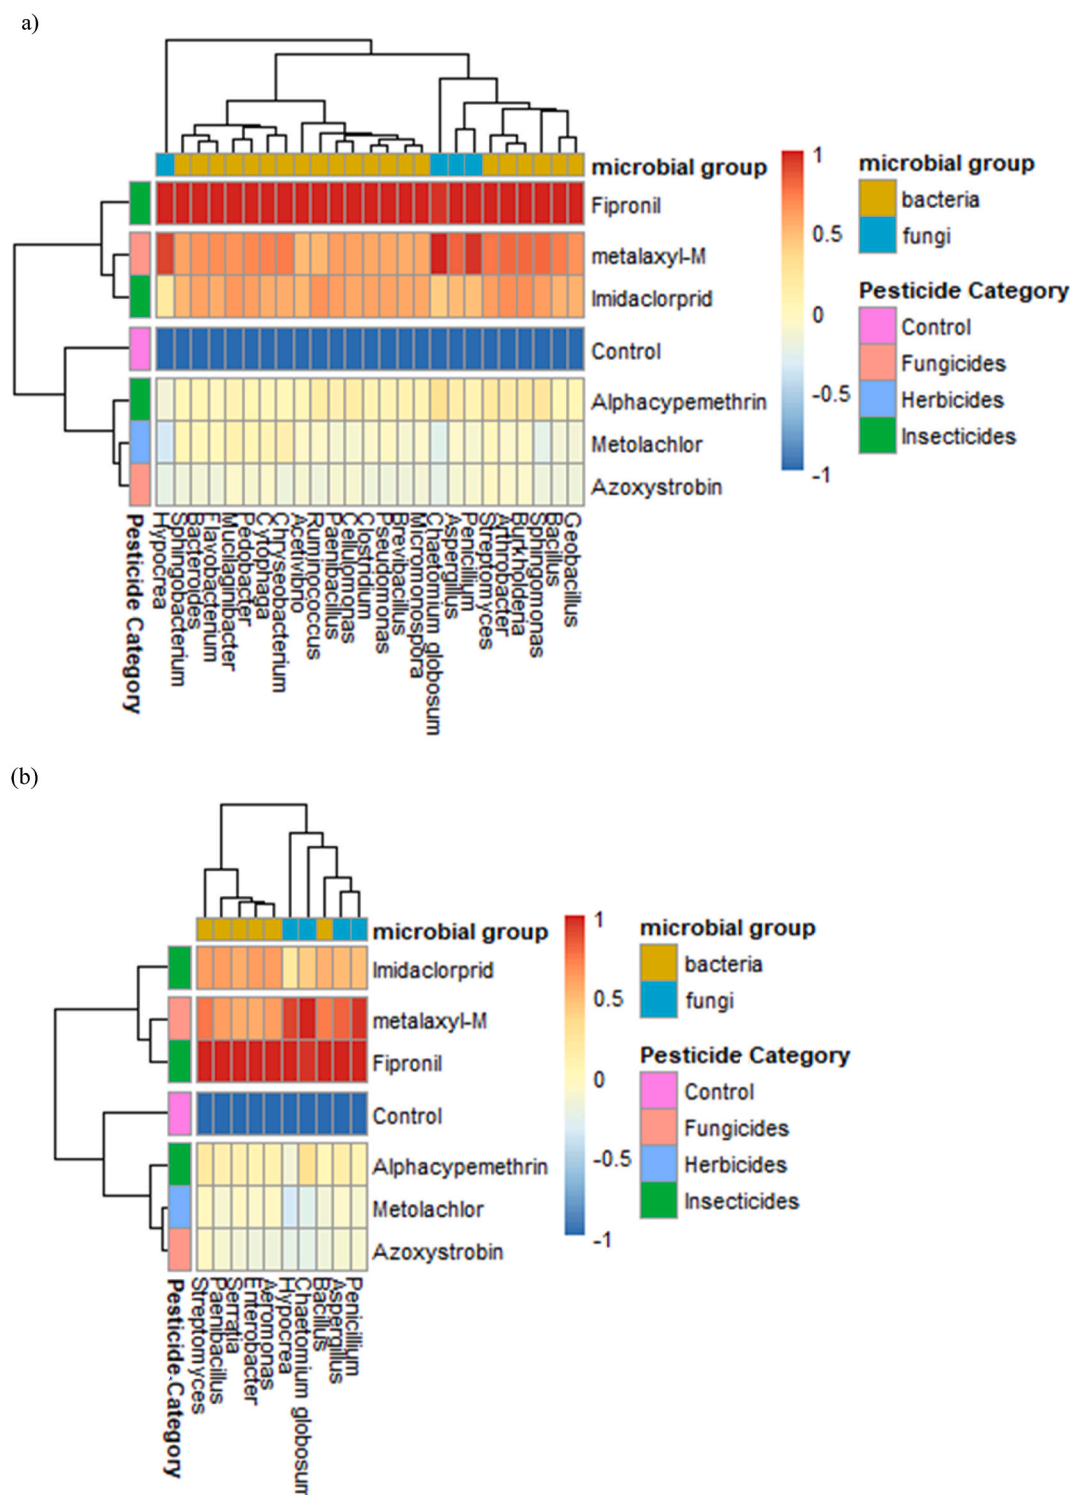 a)
microbial group
Fipronil
metalaxyl-M
Imidaclorprid
Control
Alphacypemethrin
Metolachlor
Azoxystrobin
1
0.5
0
-0.5
-1
microbial group
bacteria
fungi
Pesticide Category
Control
Fungicides
Herbicides
Insecticides
Pesticide Category
Hypocrea
Sphingobacterium
Bacteroides
Flavobacterium
Mucilaginibacter
Pedobacter
Cytophaga
Chryseobacterium
Acetivibrio
Ruminococcus
Paenibacillus
Cellulomonas
Clostridium
Pseudomonas
Brevibacillus
Micromonospora
Chaetomium globosum
Aspergillus
Penicillium
Streptomyces
Arthrobacter
Burkholderia
Sphingomonas
Bacillus
Geobacillus
(b)
microbial group
Imidaclorprid
metalaxyl-M
Fipronil
Control
Alphacypemethrin
Metolachlor
Azoxystrobin
1
0.5
0
-0.5
-1
microbial group
bacteria
fungi
Pesticide Category
Control
Fungicides
Herbicides
Insecticides
Pesticide Category
Streptomyces
Paenibacillus
Serratia
Enterobacter
Aeromonas
Hypocrea
Chaetomium globosum
Bacillus
Aspergillus
Penicillium